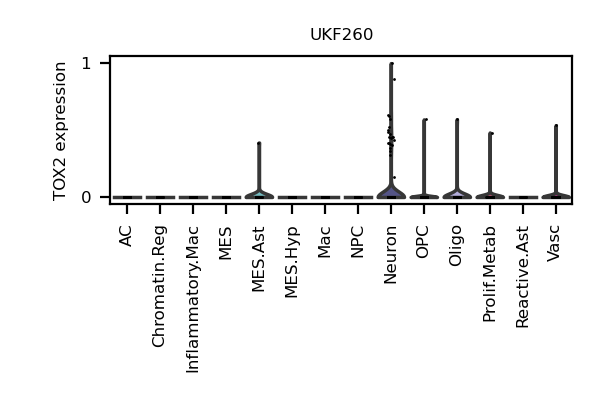 UKF260
TOX2 expression
1
0
AC
Chromatin.Reg
Inflammatory.Mac
MES
MES.Ast
MES.Hyp
Mac
NPC
Neuron
OPC
Oligo
Prolif.Metab
Reactive.Ast
Vasc